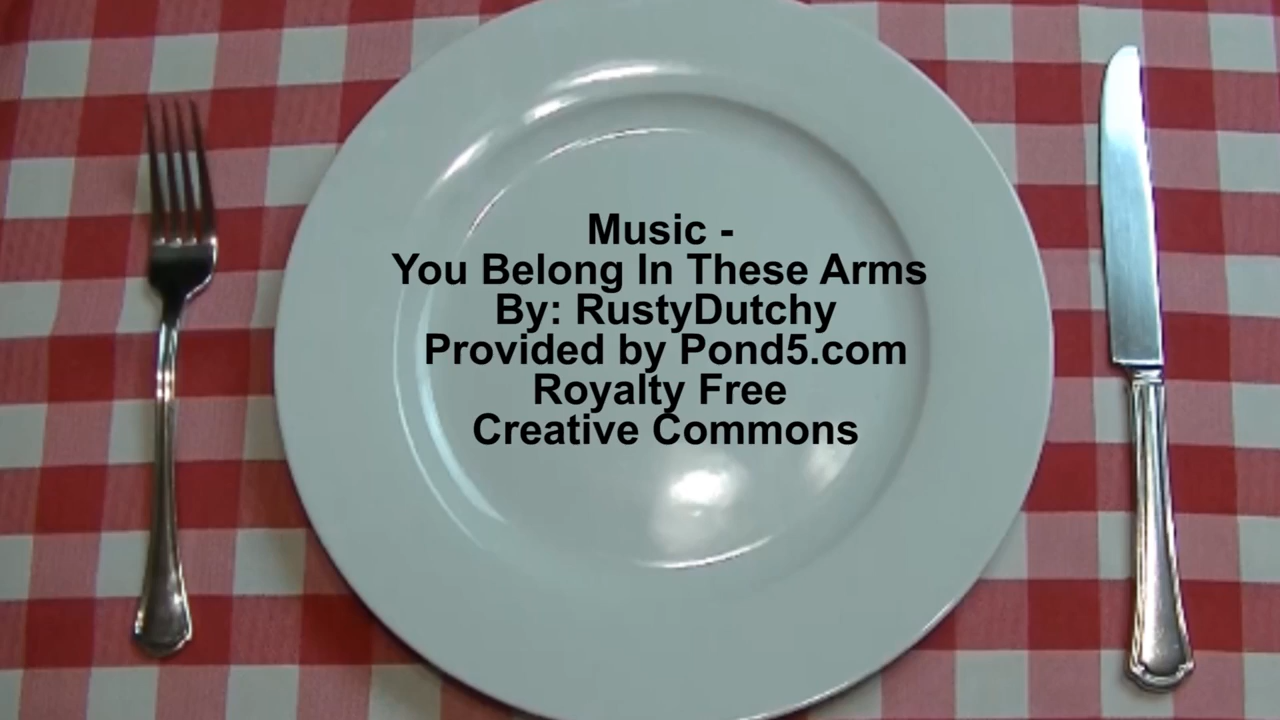 Music -
You Belong In These Arms
By: RustyDutchy
Provided by Pond5.com
Royalty Free
Creative Commons